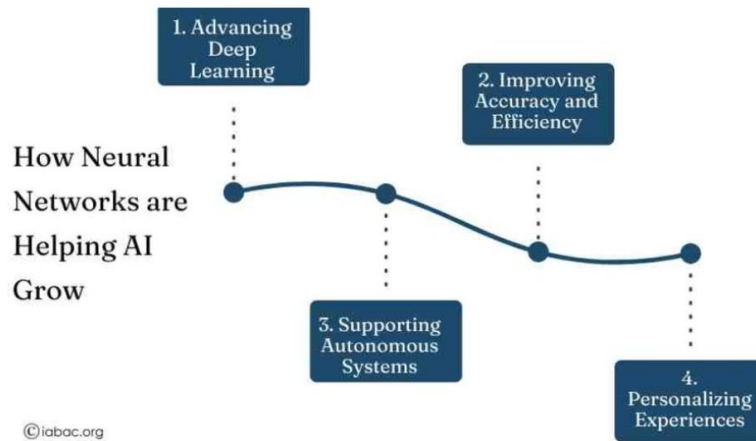 How Neural
Networks are
Helping AI
Grow
1. Advancing
Deep
Learning
2. Improving
Accuracy and
Efficiency
3. Supporting
Autonomous
Systems
4.
Personalizing
Experiences
©iabac.org